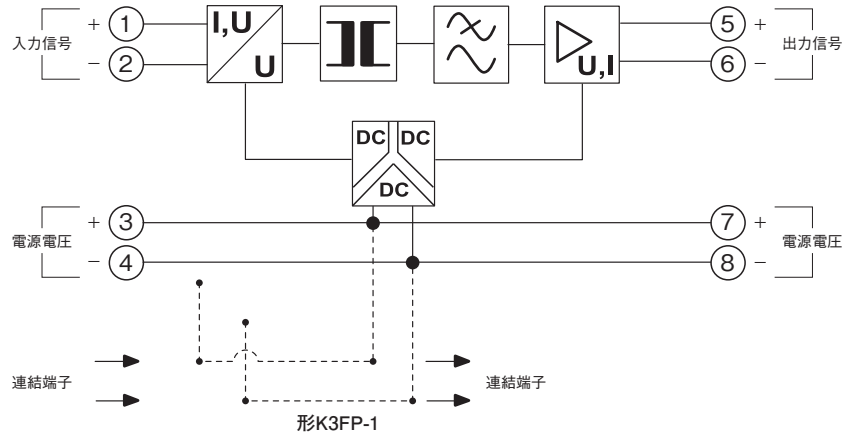 入力信号
+ ①
− ②
I,U
U
U,I
⑤ +
⑥ −
出力信号
DC DC
DC
電源電圧
+ ③
− ④
⑦ +
⑧ −
電源電圧
連結端子
連結端子
形K3FP-1